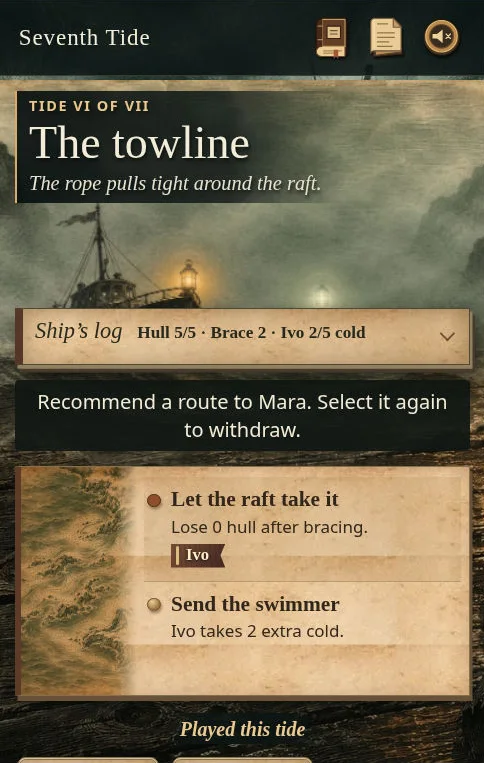 Seventh Tide
TIDE VI OF VII
The towline
The rope pulls tight around the raft.
Ship’s log Hull 5/5 · Brace 2 · Ivo 2/5 cold
Recommend a route to Mara. Select it again
to withdraw.
Let the raft take it
Lose 0 hull after bracing.
Ivo
Send the swimmer
Ivo takes 2 extra cold.
Played this tide